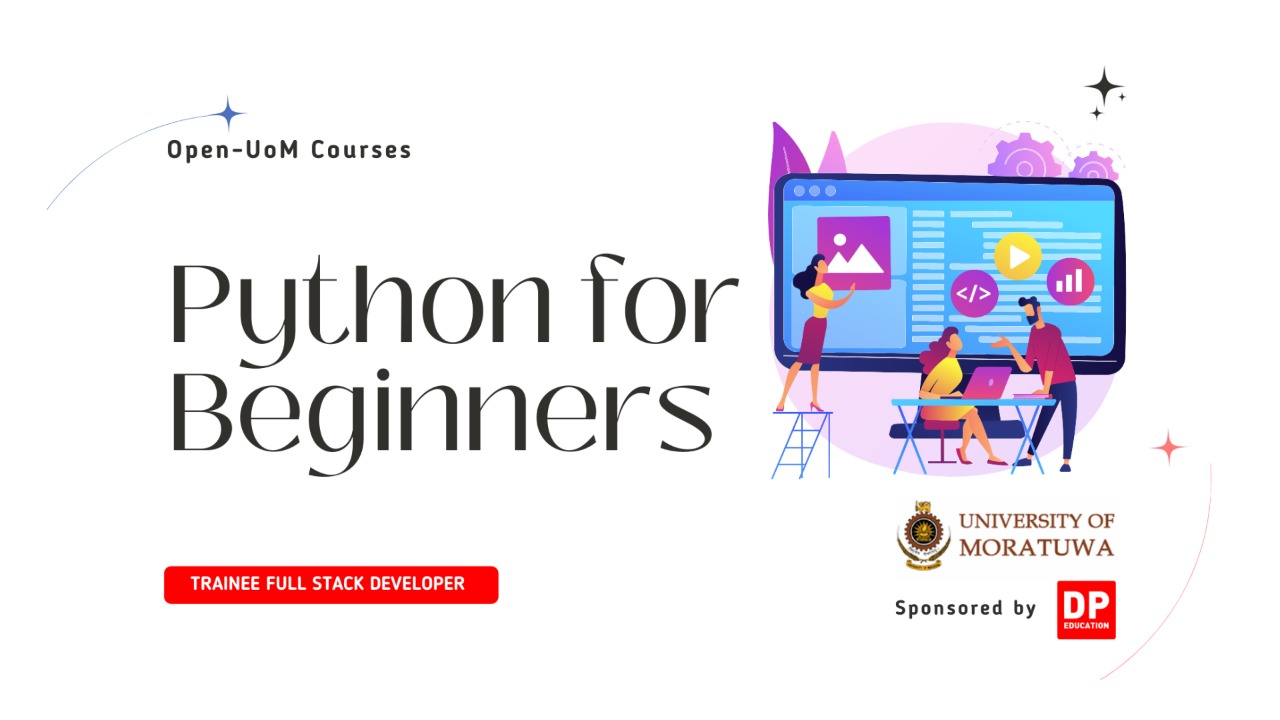 Open-UoM Courses
Python for
Beginners
TRAINEE FULL STACK DEVELOPER
</>
UNIVERSITY OF
MORATUWA
Sponsored by
DP
EDUCATION